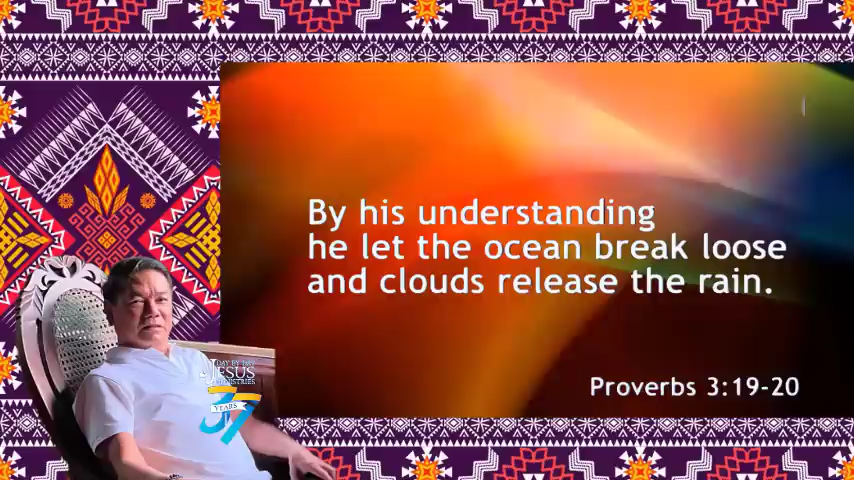 By his understanding
he let the ocean break loose
and clouds release the rain.
Proverbs 3:19-20
DAY BY DAY
JESUS
MINISTRIES
37
YEARS